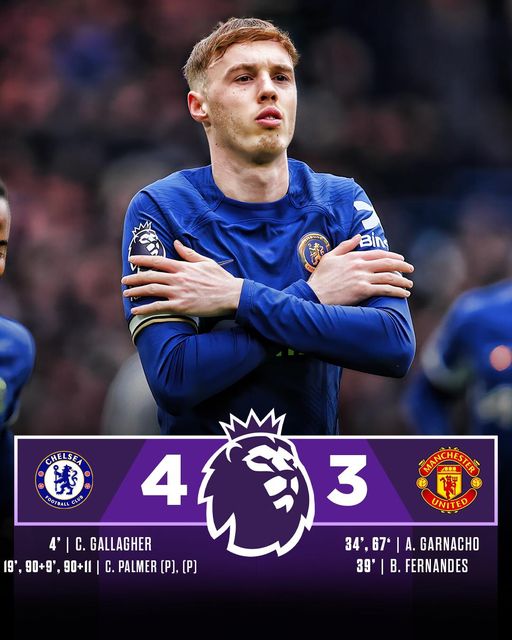 BINS
CHELSEA
FOOTBALL CLUB
4
3
MANCHESTER
UNITED
4' | C. GALLAGHER
19', 90+9', 90+11 | C. PALMER (P), (P)
34', 67‘ | A. GARNACHO
39' | B. FERNANDES